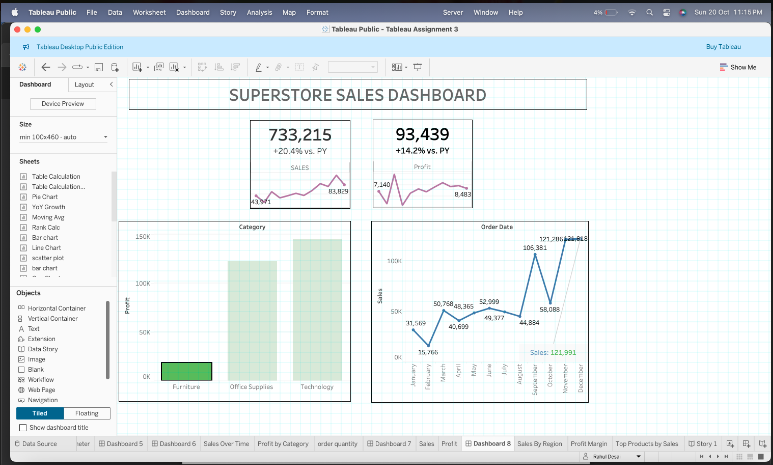 Tableau Public File Data Worksheet Dashboard Story Analysis Map Format Server Window Help 4% Sun 20 Oct 11:15 PM
Tableau Public - Tableau Assignment 3
Tableau Desktop Public Edition Buy Tableau
Show Me
Dashboard Layout
Device Preview
Size
min 100x460 - auto
Sheets
Table Calculation
Table Calculation...
Pie Chart
YoY Growth
Moving Avg
Rank Calc
Bar chart
Line Chart
scatter plot
bar chart
Objects
Horizontal Container
Vertical Container
Text
Extension
Data Story
Image
Blank
Workflow
Web Page
Navigation
Tiled Floating
Show dashboard title
SUPERSTORE SALES DASHBOARD
733,215
+20.4% vs. PY
SALES
43,971
83,829
93,439
+14.2% vs. PY
Profit
7,140
8,483
Category
Profit
150K
100K
50K
0K
Furniture Office Supplies Technology
Order Date
Sales
100K
50K
0K
31,569
15,766
50,768
40,699
48,365
52,999
49,377
44,884
106,381
58,088
121,286
Sales: 121,991
January
February
March
April
May
June
July
August
September
October
November
December
Data Source eter Dashboard 5 Dashboard 6 Sales Over Time Profit by Category order quantity Dashboard 7 Sales Profit Dashboard 8 Sales By Region Profit Margin Top Products by Sales Story 1
Rahul Desai